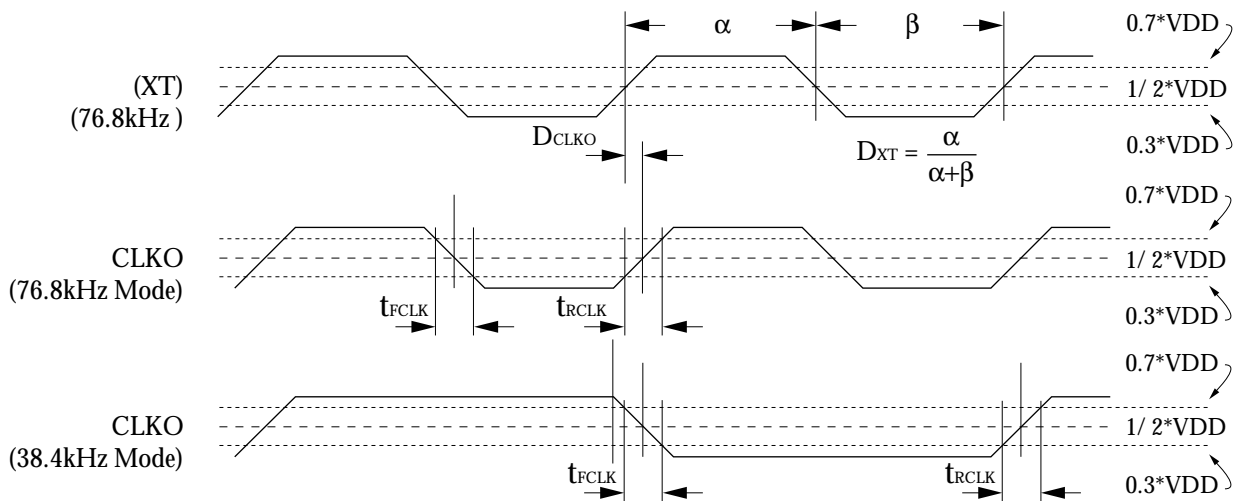 α β 0.7*VDD
(XT) 1/ 2*VDD
(76.8kHz )
DCLKO DXT = α / α+β 0.3*VDD
0.7*VDD
CLKO 1/ 2*VDD
(76.8kHz Mode)
tFCLK tRCLK 0.3*VDD
0.7*VDD
CLKO 1/ 2*VDD
(38.4kHz Mode)
tFCLK tRCLK 0.3*VDD